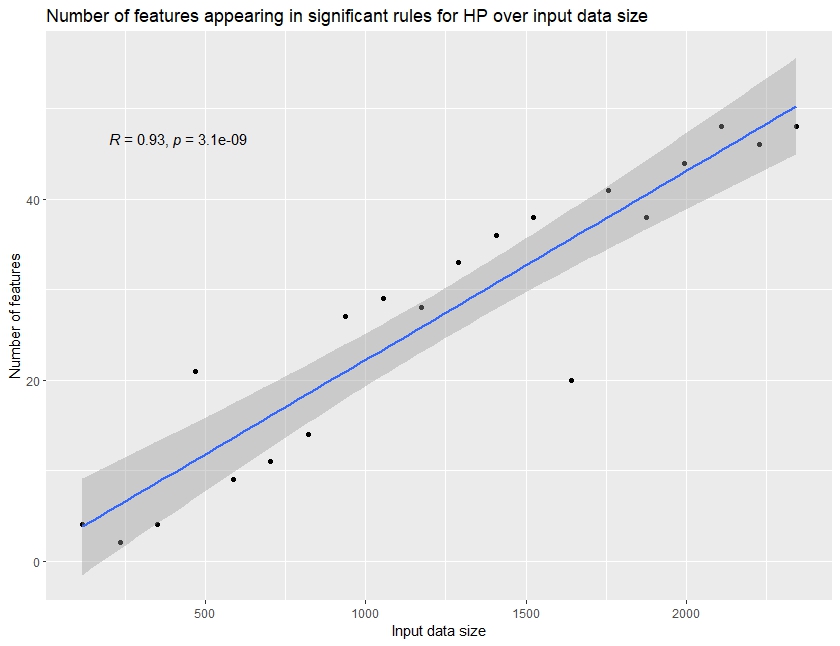 Number of features appearing in significant rules for HP over input data size
R = 0.93, p = 3.1e-09
Number of features
40
20
0
500 1000 1500 2000
Input data size